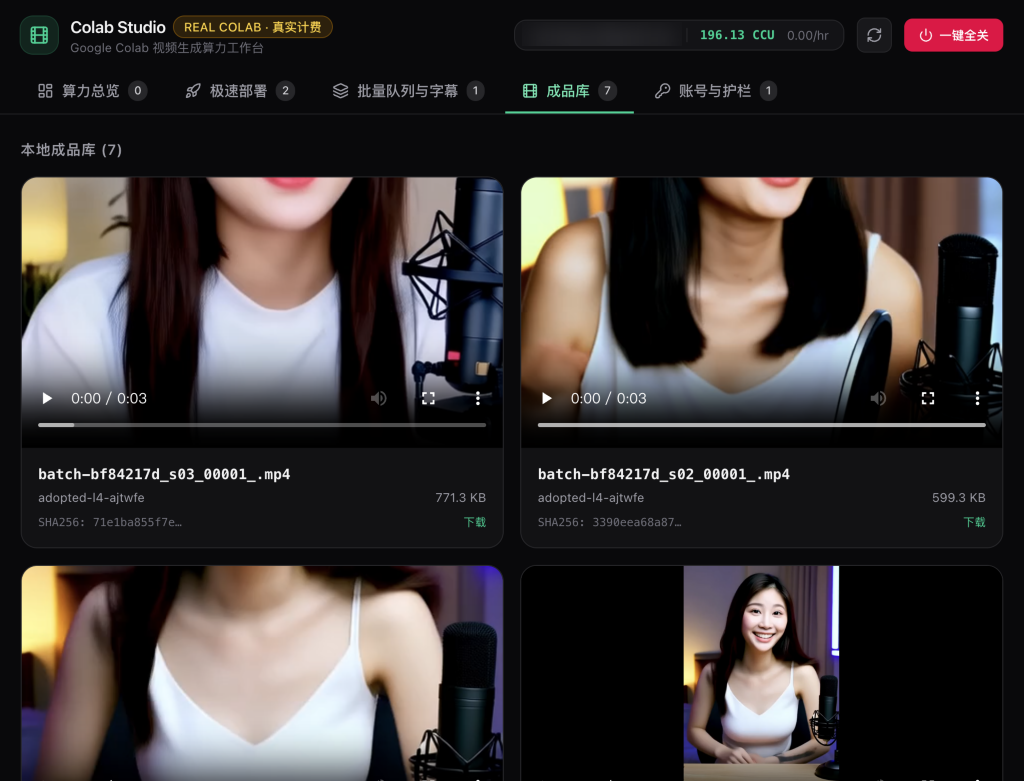 Colab Studio
REAL COLAB · 真实计费
Google Colab 视频生成算力工作台
196.13 CCU
0.00/hr
一键全关
算力总览 0
极速部署 2
批量队列与字幕 1
成品库 7
账号与护栏 1
本地成品库 (7)
0:00 / 0:03
0:00 / 0:03
batch-bf84217d_s03_00001_.mp4
adopted-l4-ajtwfe
771.3 KB
SHA256: 71e1ba855f7e…
下载
batch-bf84217d_s02_00001_.mp4
adopted-l4-ajtwfe
599.3 KB
SHA256: 3390eea68a87…
下载